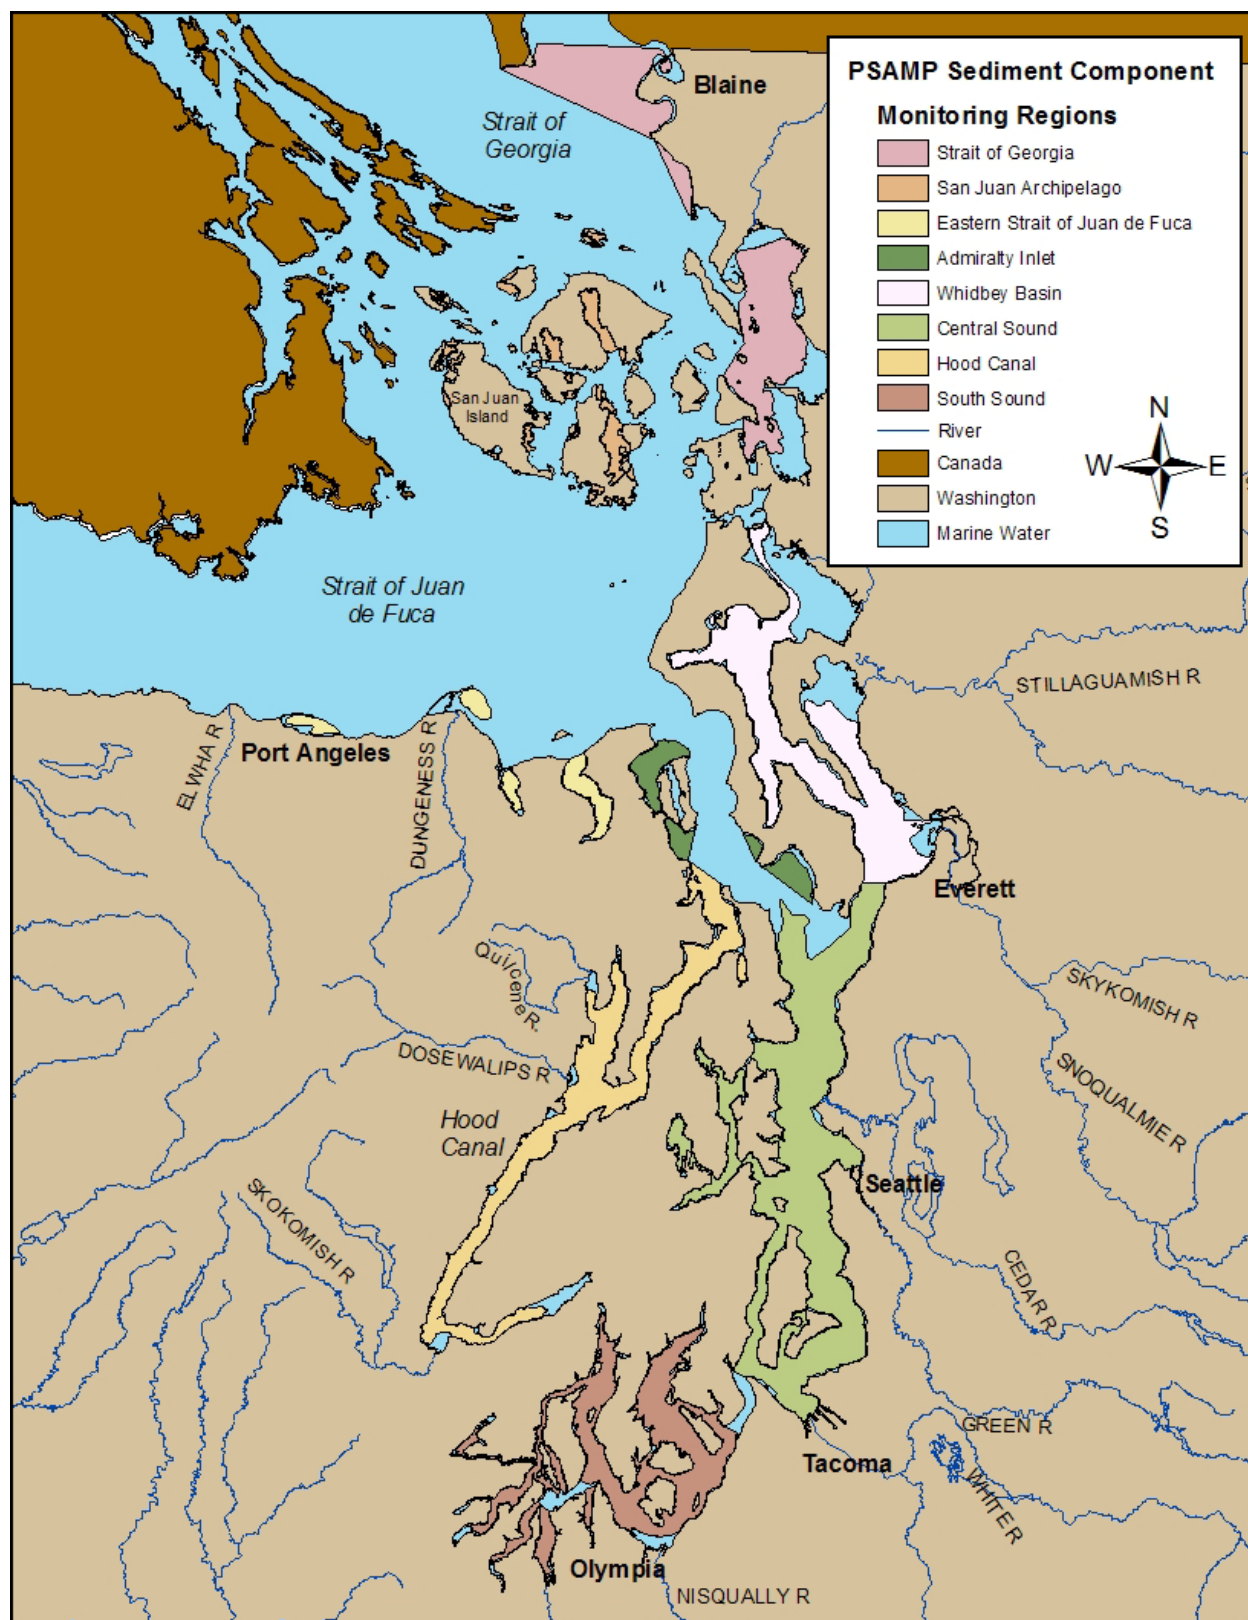 PSAMP Sediment Component
Monitoring Regions
Strait of Georgia
San Juan Archipelago
Eastern Strait of Juan de Fuca
Admiralty Inlet
Whidbey Basin
Central Sound
Hood Canal
South Sound
River
Canada
Washington
Marine Water
N
W
E
S
Blaine
Strait of
Georgia
San Juan
Island
Strait of Juan
de Fuca
STILLAGUAMISH R
ELWHA R
Port Angeles
DUNGENESS R
Everett
Quilcene R.
SKYKOMISH R
DOSEWALIPS R
SNOQUALMIE R
Hood
Canal
Seattle
SKOKOMISH R
CEDAR R
GREEN R
Tacoma
WHITE R
Olympia
NISQUALLY R